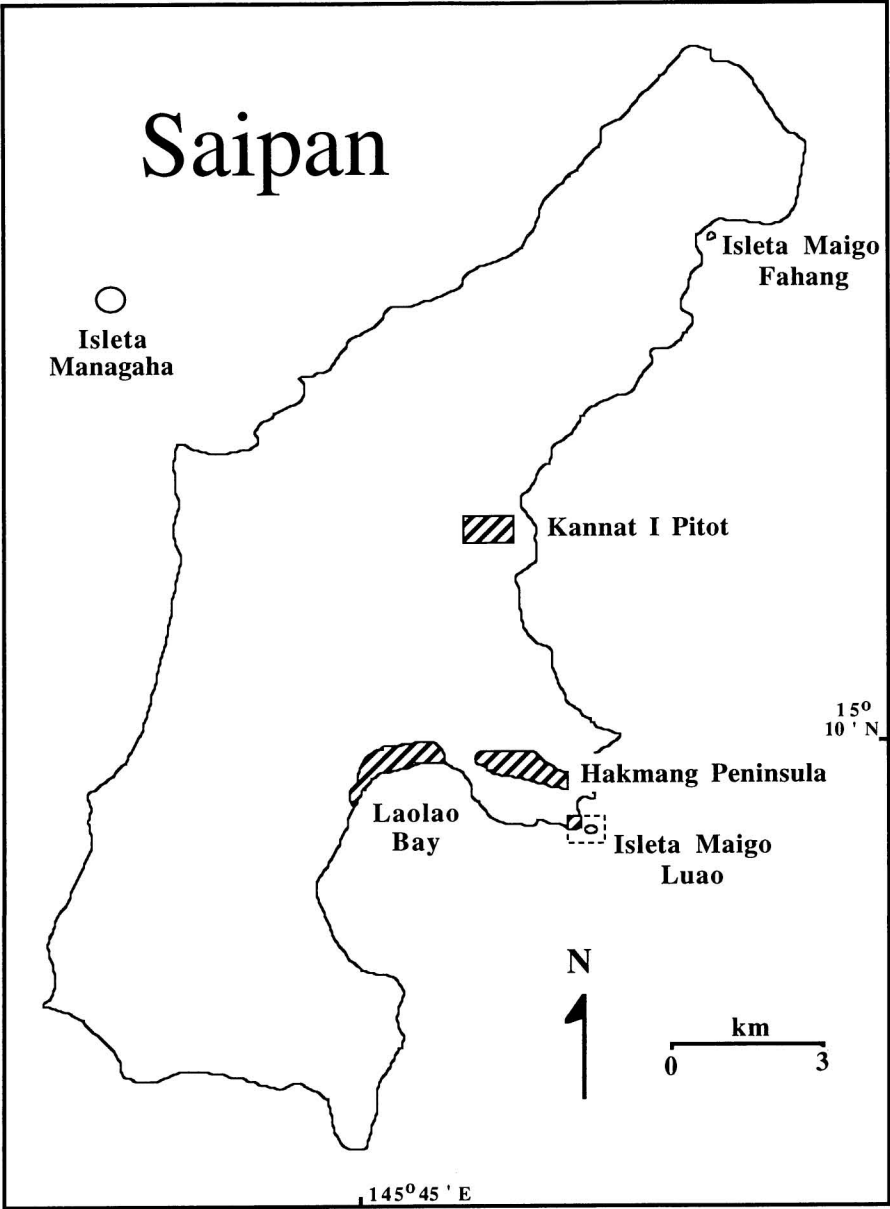 Saipan
Isleta Maigo
Fahang
Isleta
Managaha
Kannat I Pitot
15°
10 ' N
Hakmang Peninsula
Laolao
Bay
Isleta Maigo
Luao
N
km
0 3
145° 45 ' E